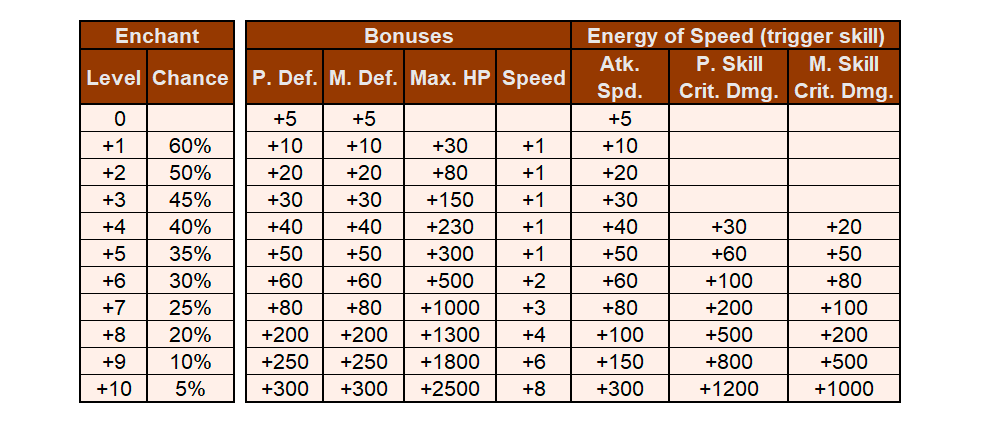 Enchant Bonuses Energy of Speed (trigger skill)
Level Chance P. Def. M. Def. Max. HP Speed Atk. Spd. P. Skill Crit. Dmg. M. Skill Crit. Dmg.
0 +5 +5 +5
+1 60% +10 +10 +30 +1 +10
+2 50% +20 +20 +80 +1 +20
+3 45% +30 +30 +150 +1 +30
+4 40% +40 +40 +230 +1 +40 +30 +20
+5 35% +50 +50 +300 +1 +50 +60 +50
+6 30% +60 +60 +500 +2 +60 +100 +80
+7 25% +80 +80 +1000 +3 +80 +200 +100
+8 20% +200 +200 +1300 +4 +100 +500 +200
+9 10% +250 +250 +1800 +6 +150 +800 +500
+10 5% +300 +300 +2500 +8 +300 +1200 +1000